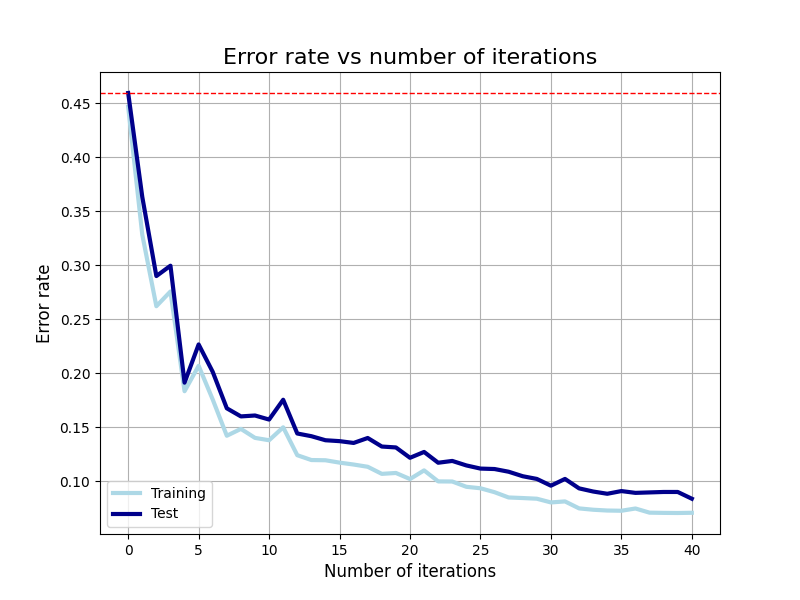 Error rate vs number of iterations
0.45
0.40
0.35
0.30
0.25
0.20
0.15
0.10
Error rate
Training
Test
0 5 10 15 20 25 30 35 40
Number of iterations